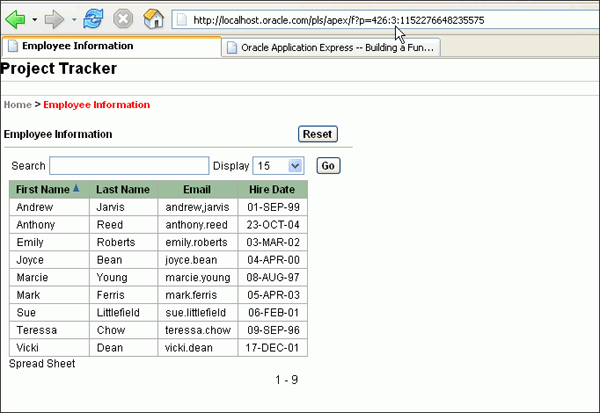 http://localhost.oracle.com/pls/apex/f?p=426:3:1152276648235575
Employee Information Oracle Application Express -- Building a Fun...
Project Tracker
Home > Employee Information
Employee Information Reset
Search Display 15 Go
First Name Last Name Email Hire Date
Andrew Jarvis andrew,jarvis 01-SEP-99
Anthony Reed anthony.reed 23-OCT-04
Emily Roberts emily.roberts 03-MAR-02
Joyce Bean joyce.bean 04-APR-00
Marcie Young marcie.young 08-AUG-97
Mark Ferris mark.ferris 05-APR-03
Sue Littlefield sue.littlefield 06-FEB-01
Teressa Chow teressa.chow 09-SEP-96
Vicki Dean vicki.dean 17-DEC-01
Spread Sheet
1 - 9